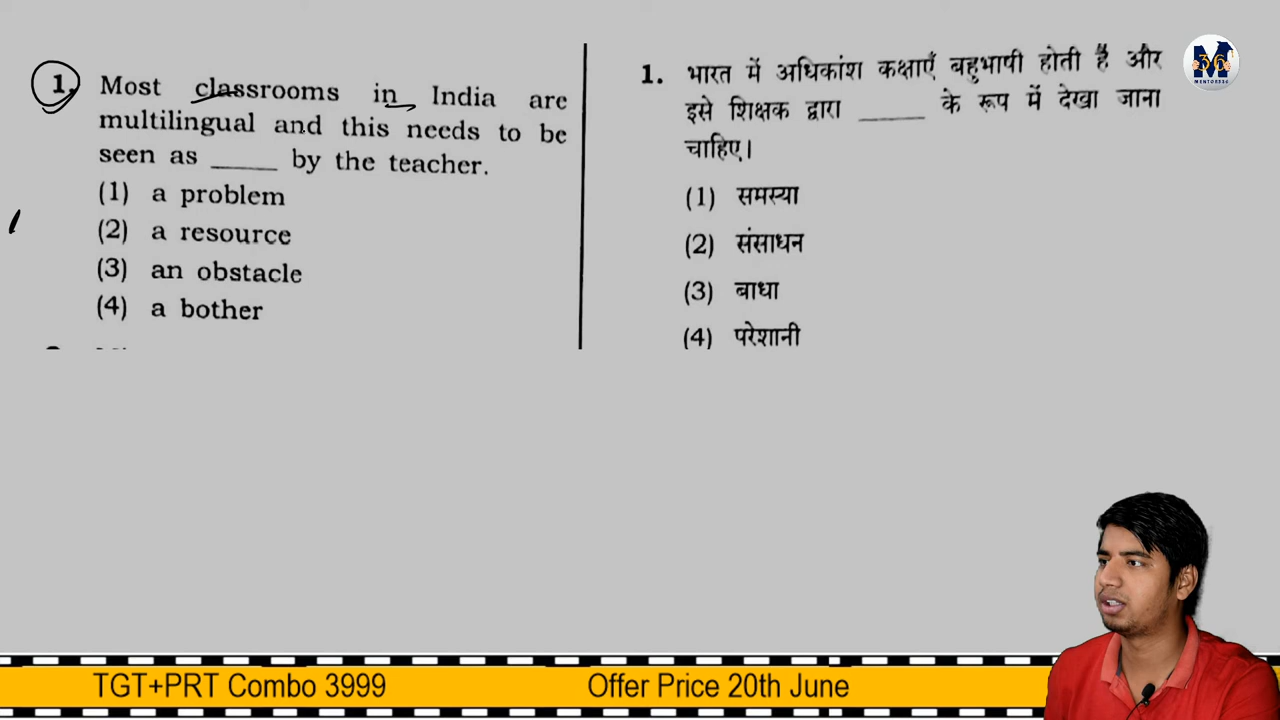 1. Most classrooms in India are
multilingual and this needs to be
seen as _____ by the teacher.
(1) a problem
(2) a resource
(3) an obstacle
(4) a bother
1. भारत में अधिकांश कक्षाएँ बहुभाषी होती हैं और
इसे शिक्षक द्वारा _____ के रूप में देखा जाना
चाहिए।
(1) समस्या
(2) संसाधन
(3) बाधा
(4) परेशानी
36
MENTORS36
TGT+PRT Combo 3999
Offer Price 20th June